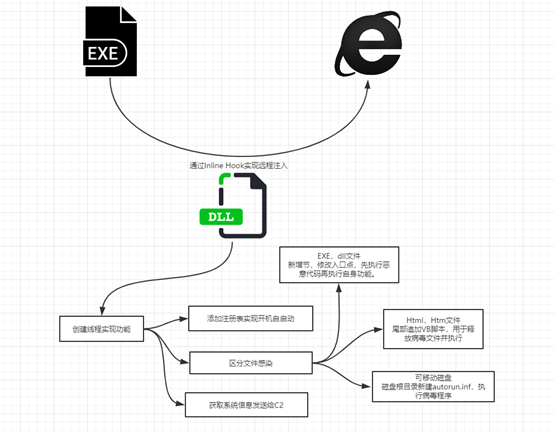 EXE
通过Inline Hook实现远程注入
DLL
EXE，dll文件
新增节，修改入口点，先执行恶
意代码再执行自身功能。
创建线程实现功能
添加注册表实现开机自启动
Html，Htm文件
尾部追加VB脚本、用于释
放病毒文件并执行
区分文件感染
可移动磁盘
磁盘根目录新建autorun.inf，执
行病毒程序
获取系统信息发送给C2